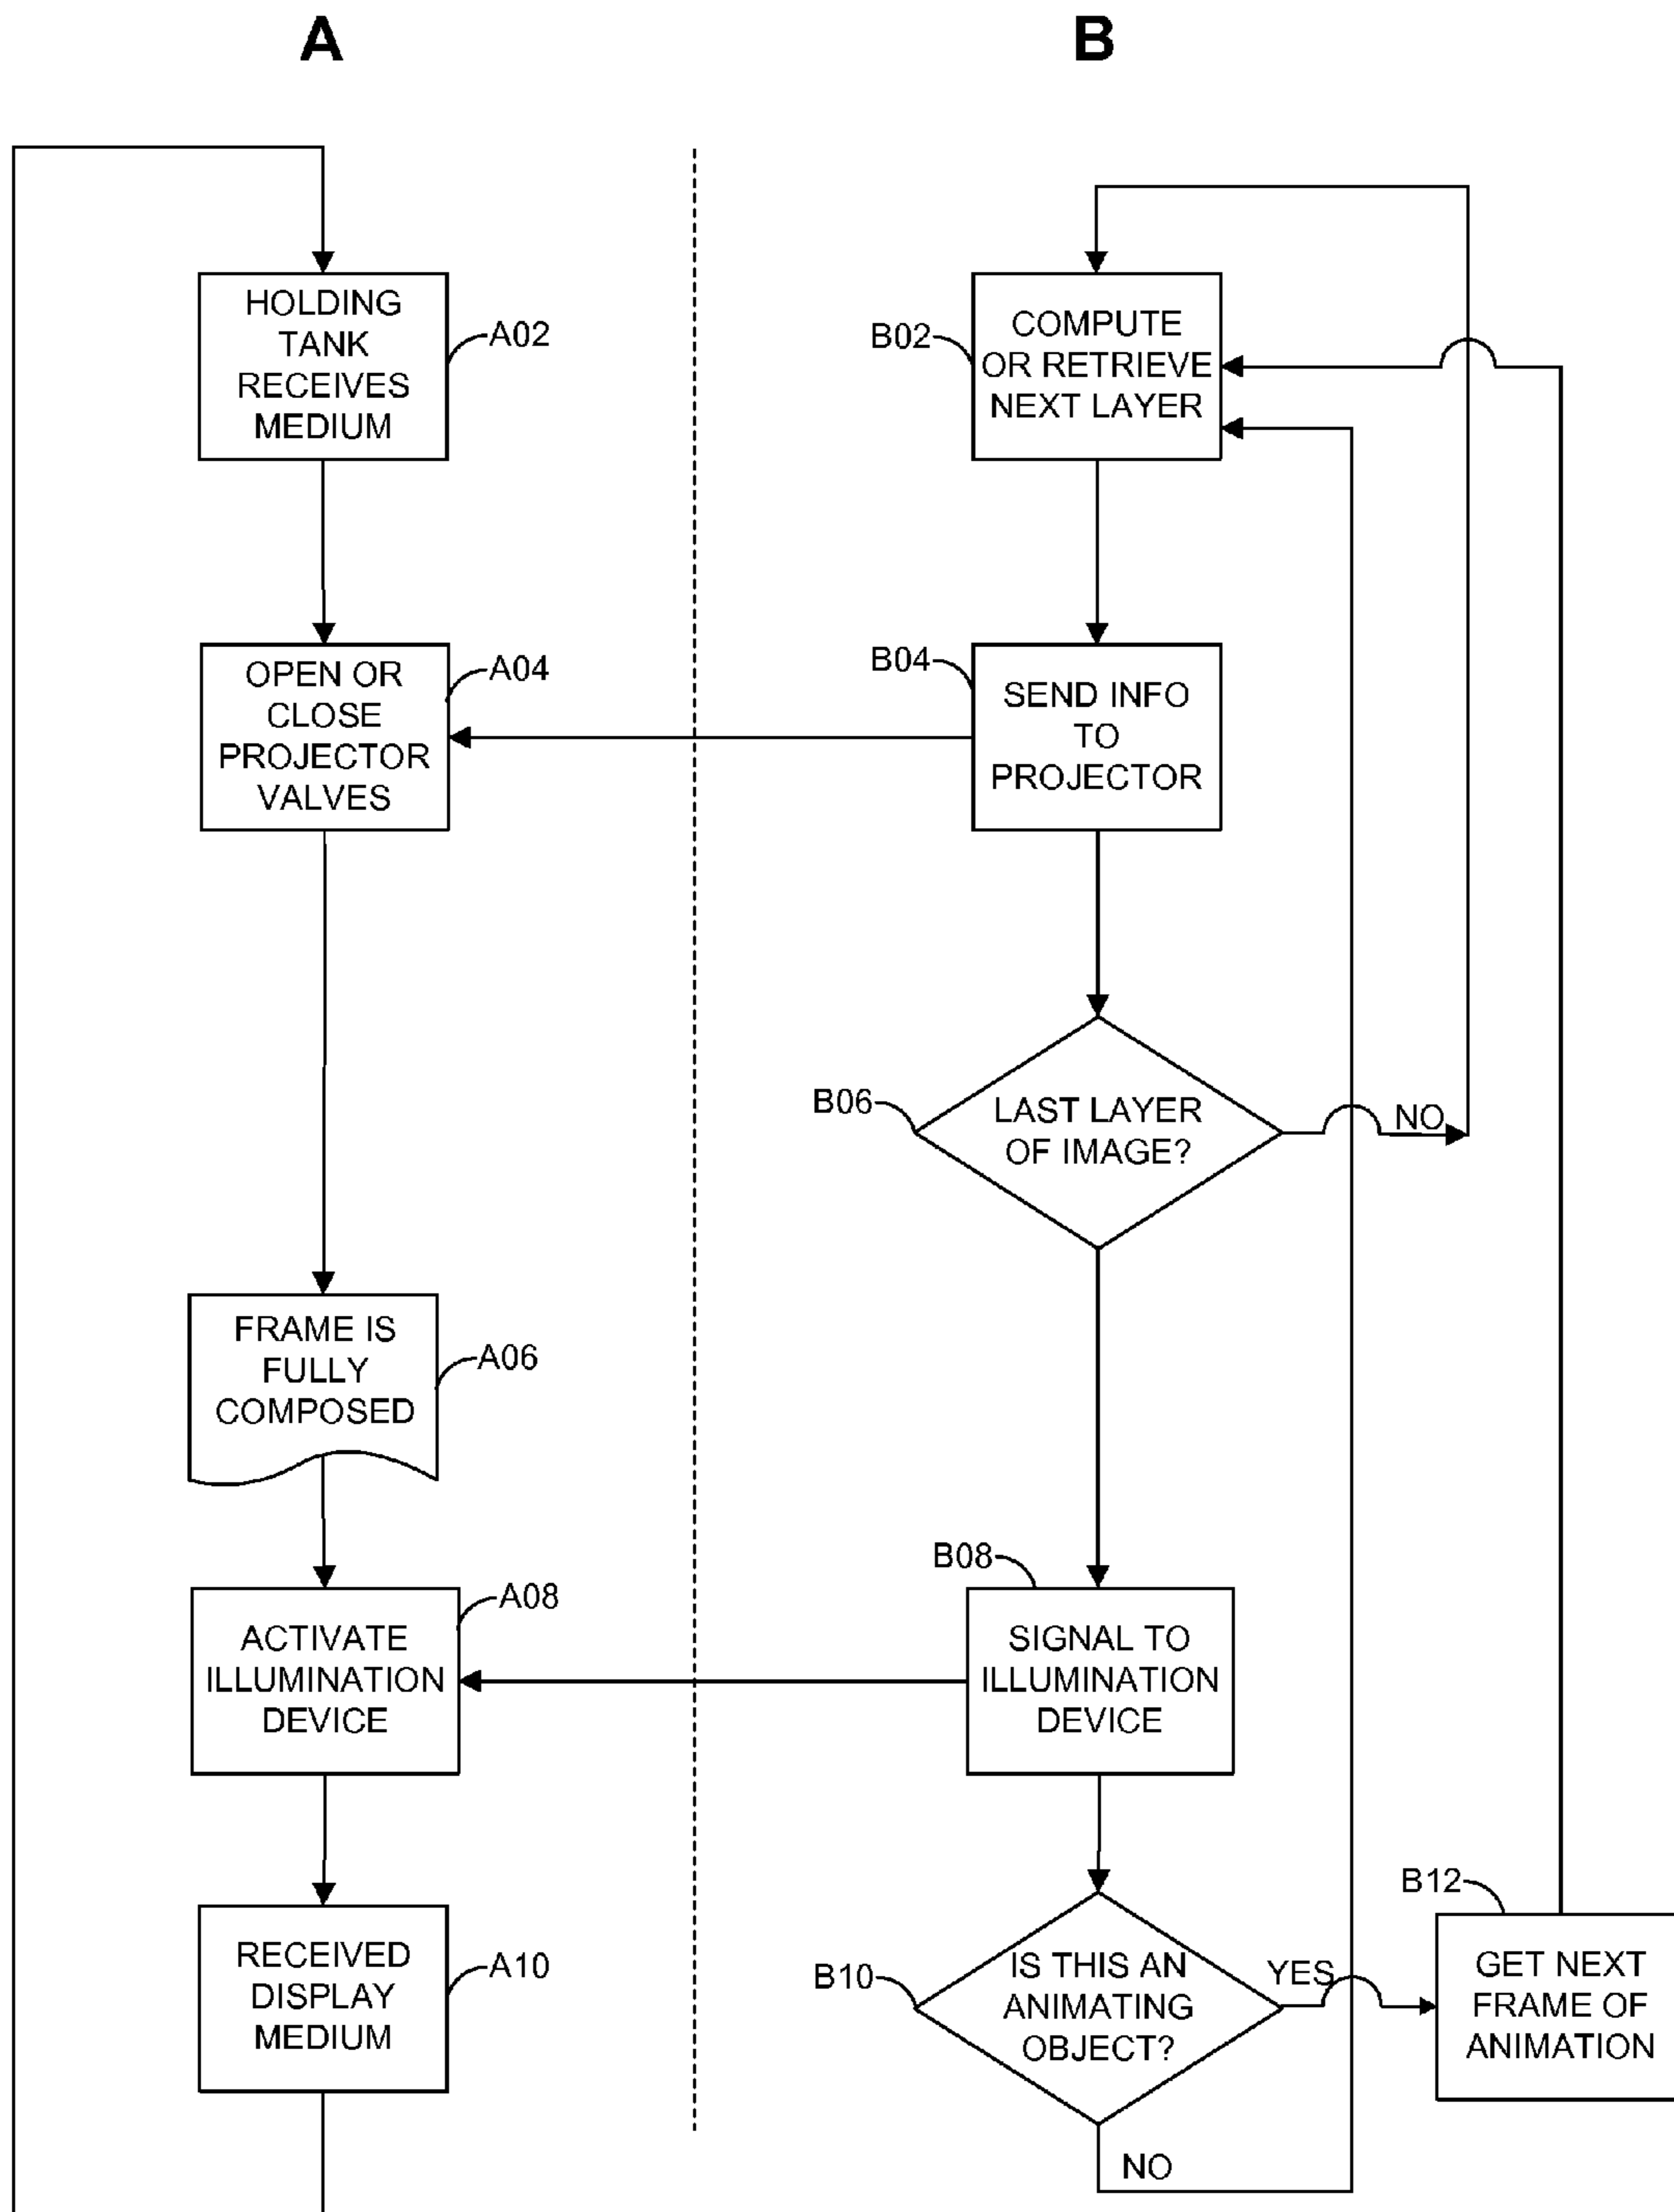 A
HOLDING
TANK
RECEIVES
MEDIUM
A02
OPEN OR
CLOSE
PROJECTOR
VALVES
A04
FRAME IS
FULLY
COMPOSED
A06
ACTIVATE
ILLUMINATION
DEVICE
A08
RECEIVED
DISPLAY
MEDIUM
A10
B
B02
COMPUTE
OR RETRIEVE
NEXT LAYER
B04
SEND INFO
TO
PROJECTOR
B06
LAST LAYER
OF IMAGE?
NO
B08
SIGNAL TO
ILLUMINATION
DEVICE
B10
IS THIS AN
ANIMATING
OBJECT?
YES
NO
B12
GET NEXT
FRAME OF
ANIMATION